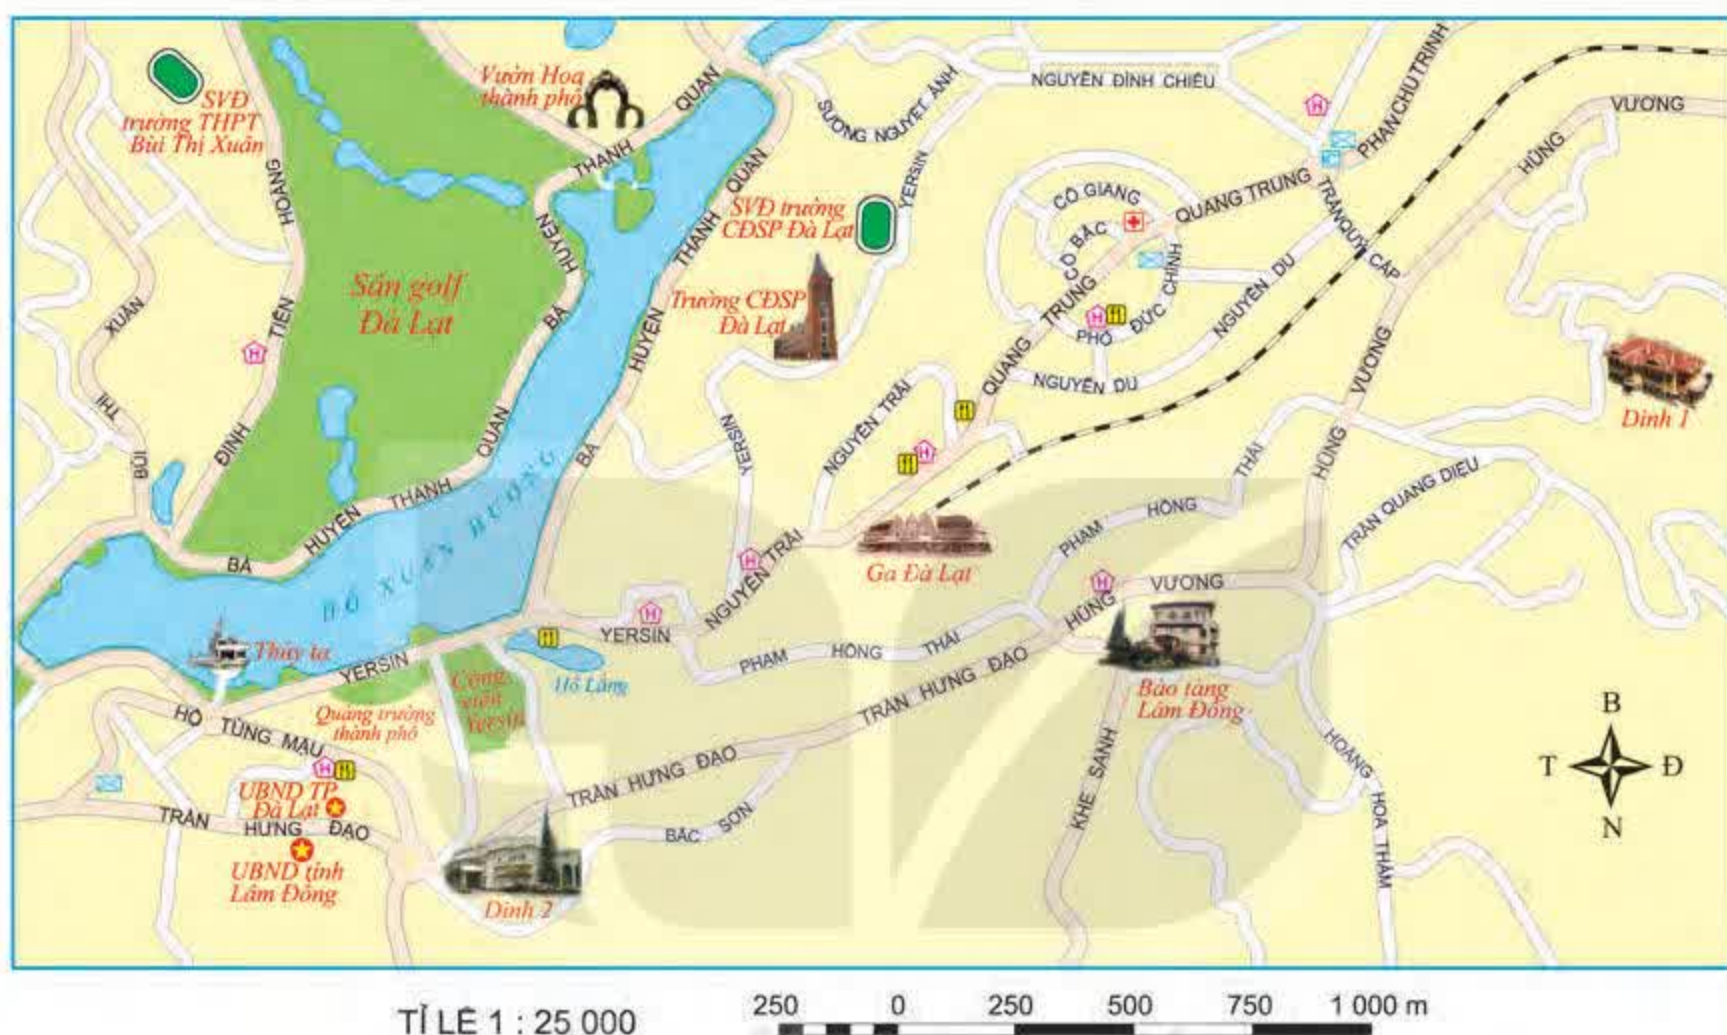 SVĐ
trường THPT
Bùi Thị Xuân
Vườn Hoa
thành phố
QUAN
THANH
HUYỆN
BÀ
QUAN
THANH
HUYỆN
BÀ
QUAN
THANH
HUYỆN
BÀ
HOÀNG
TIÊN
ĐÌNH
XUÂN
THỊ
BÙI
Sân golf
Đà Lạt
HỒ XUÂN HƯƠNG
SƯƠNG NGUYỆT ÁNH
NGUYỄN ĐÌNH CHIỂU
YERSIN
SVĐ trường
CĐSP Đà Lạt
Trường CĐSP
Đà Lạt
YERSIN
CÔ GIANG
CÔ BẮC
QUANG TRUNG
QUANG TRUNG
PHÓ ĐỨC CHÍNH
NGUYỄN DU
NGUYỄN DU
PHAN CHU TRINH
TRẦN QUÝ CÁP
HÙNG VƯƠNG
HÙNG VƯƠNG
Dinh 1
NGUYỄN TRÃI
NGUYỄN TRÃI
Ga Đà Lạt
PHẠM HỒNG THÁI
TRẦN QUANG DIỆU
HÙNG VƯƠNG
PHẠM HỒNG THÁI
YERSIN
Thủy tạ
YERSIN
Hồ Lắng
Công
viên
Yersin
Quảng trường
thành phố
HỒ TÙNG MẬU
UBND TP
Đà Lạt
TRẦN HƯNG ĐẠO
UBND tỉnh
Lâm Đồng
TRẦN HƯNG ĐẠO
TRẦN HƯNG ĐẠO
BẮC SƠN
Dinh 2
Bảo tàng
Lâm Đồng
KHE SANH
HOÀNG HOA THÁM
B
T
Đ
N
H
H
H
H
H
H
H
H
TỈ LỆ 1 : 25 000
250 0 250 500 750 1 000 m